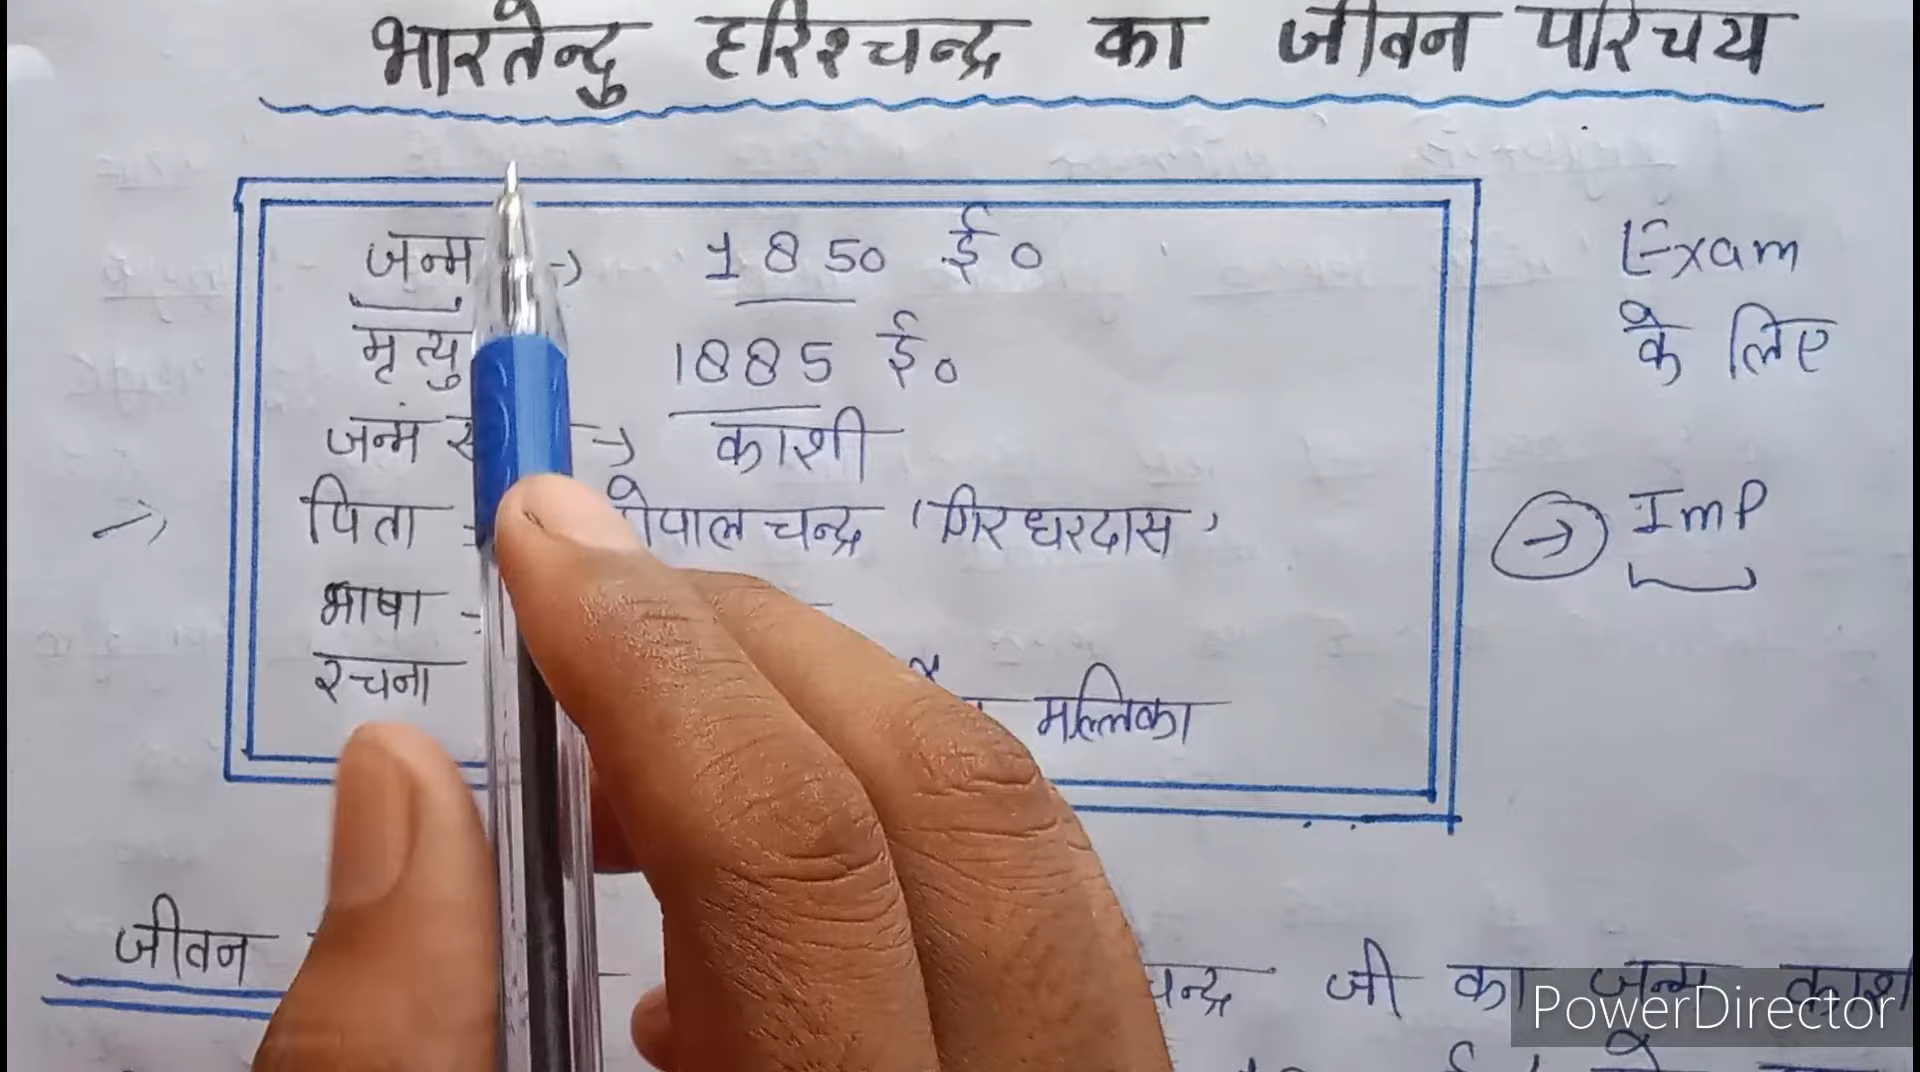 भारतेन्दु हरिश्चन्द्र का जीवन परिचय
जन्म -> 1850 ई०
मृत्यु 1885 ई०
जन्म -> काशी
पिता गोपाल चन्द्र 'गिरधरदास'
भाषा -
रचना मल्लिका
Exam
के लिए
-> Imp
जीवन
चन्द्र जी का जन्म काशी
PowerDirector